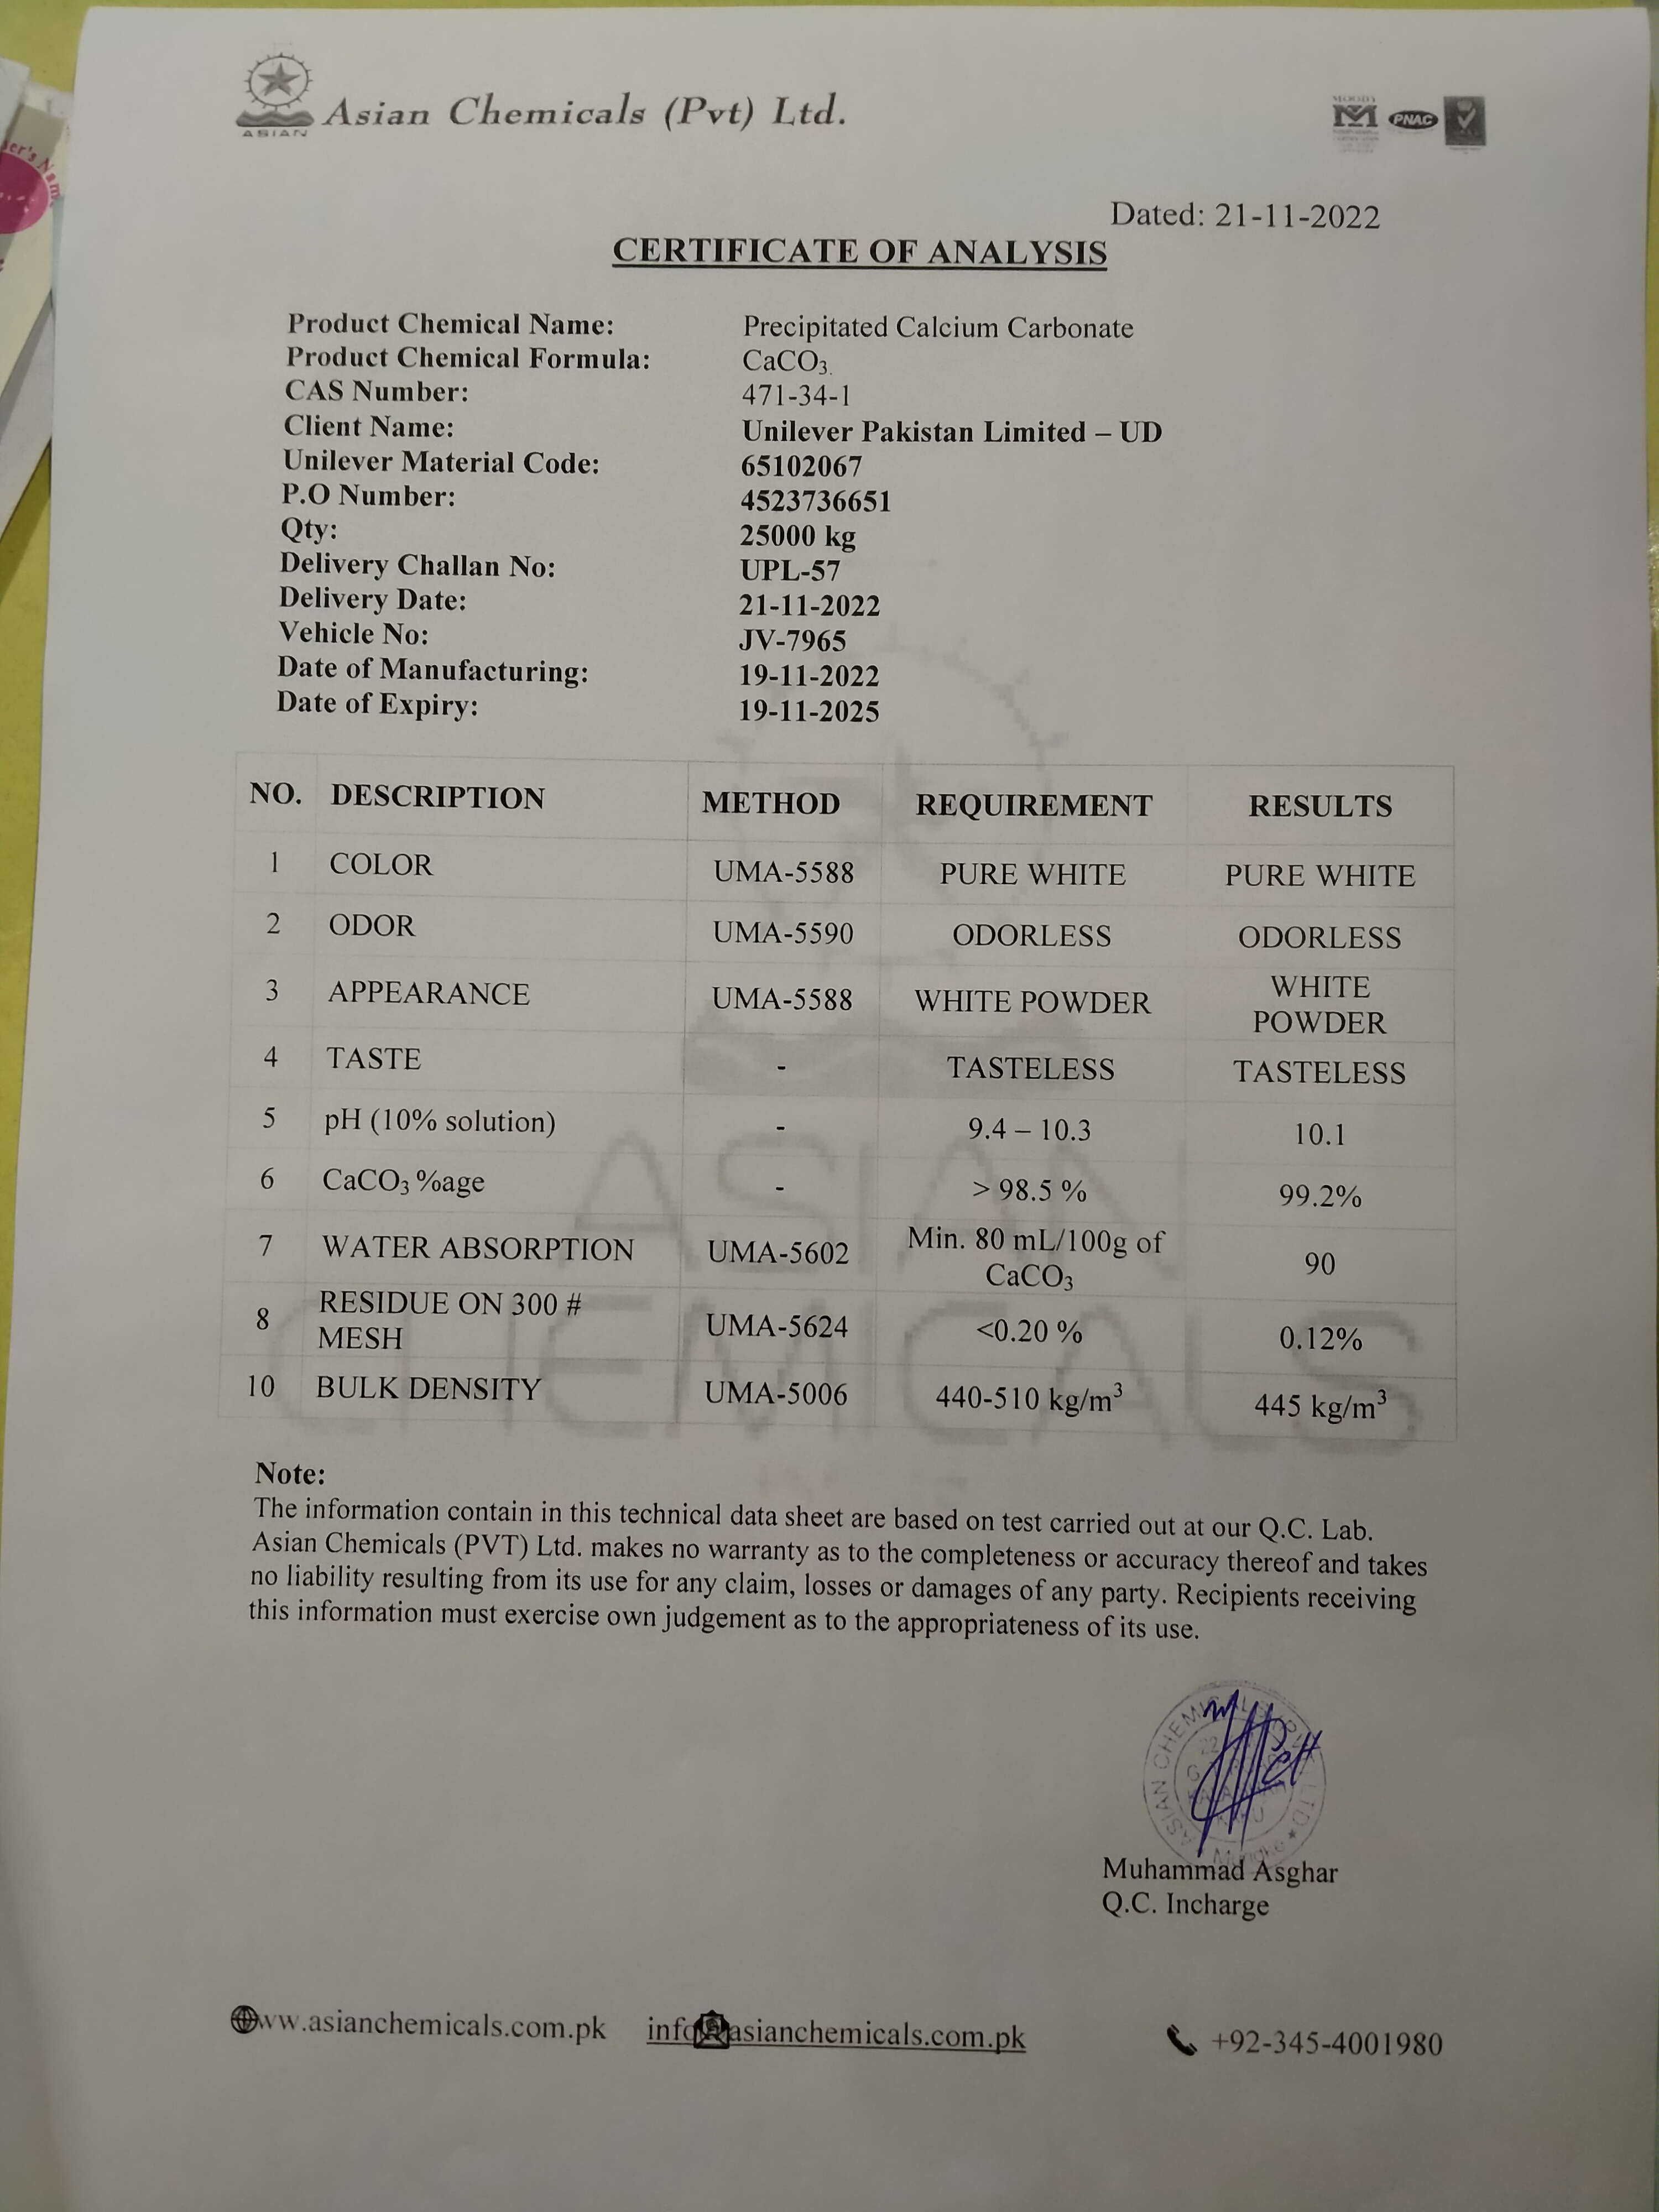 Asian Chemicals (Pvt) Ltd.
ASIAN
MOODY
PNAC
Dated: 21-11-2022
CERTIFICATE OF ANALYSIS
Product Chemical Name: Precipitated Calcium Carbonate
Product Chemical Formula: CaCO₃.
CAS Number: 471-34-1
Client Name: Unilever Pakistan Limited – UD
Unilever Material Code: 65102067
P.O Number: 4523736651
Qty: 25000 kg
Delivery Challan No: UPL-57
Delivery Date: 21-11-2022
Vehicle No: JV-7965
Date of Manufacturing: 19-11-2022
Date of Expiry: 19-11-2025
NO. DESCRIPTION METHOD REQUIREMENT RESULTS
1 COLOR UMA-5588 PURE WHITE PURE WHITE
2 ODOR UMA-5590 ODORLESS ODORLESS
3 APPEARANCE UMA-5588 WHITE POWDER WHITE POWDER
4 TASTE - TASTELESS TASTELESS
5 pH (10% solution) - 9.4 – 10.3 10.1
6 CaCO₃ %age - > 98.5 % 99.2%
7 WATER ABSORPTION UMA-5602 Min. 80 mL/100g of CaCO₃ 90
8 RESIDUE ON 300 # MESH UMA-5624 <0.20 % 0.12%
10 BULK DENSITY UMA-5006 440-510 kg/m³ 445 kg/m³
ASIAN
CHEMICALS
Note:
The information contain in this technical data sheet are based on test carried out at our Q.C. Lab.
Asian Chemicals (PVT) Ltd. makes no warranty as to the completeness or accuracy thereof and takes
no liability resulting from its use for any claim, losses or damages of any party. Recipients receiving
this information must exercise own judgement as to the appropriateness of its use.
ASIAN CHEMICALS LTD
Muhammad Asghar
Q.C. Incharge
ww.asianchemicals.com.pk info@asianchemicals.com.pk +92-345-4001980